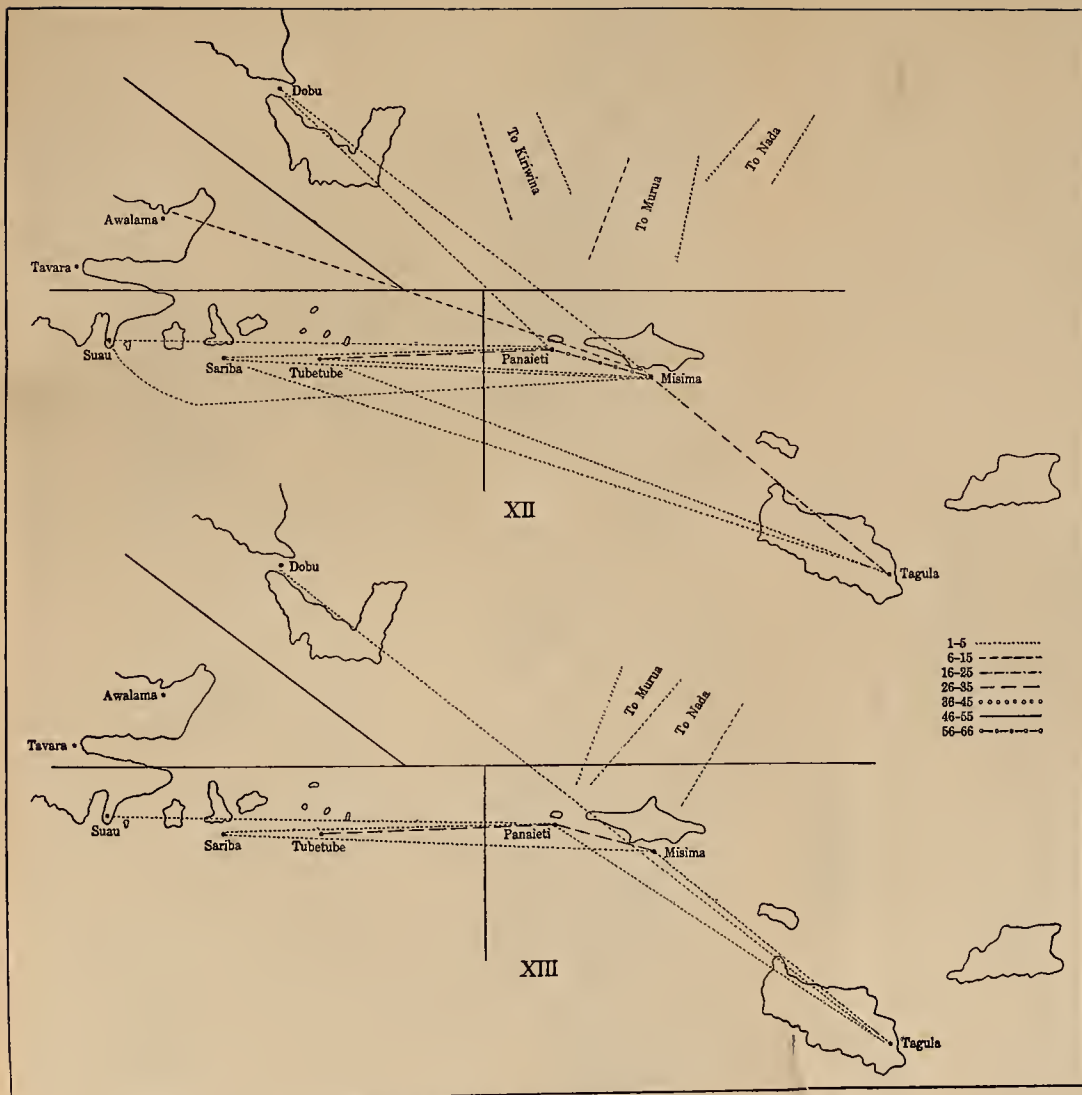 Dobu
To Kiriwina
To Murua
To Nada
Awalama
Tavara
Suau
Sariba
Tubetube
Panaieti
Misima
XII
Tagula
Dobu
To Murua
To Nada
Awalama
Tavara
Suau
Sariba
Tubetube
Panaieti
Misima
XIII
Tagula
1-5
6-15
16-25
26-35
36-45
46-55
56-66